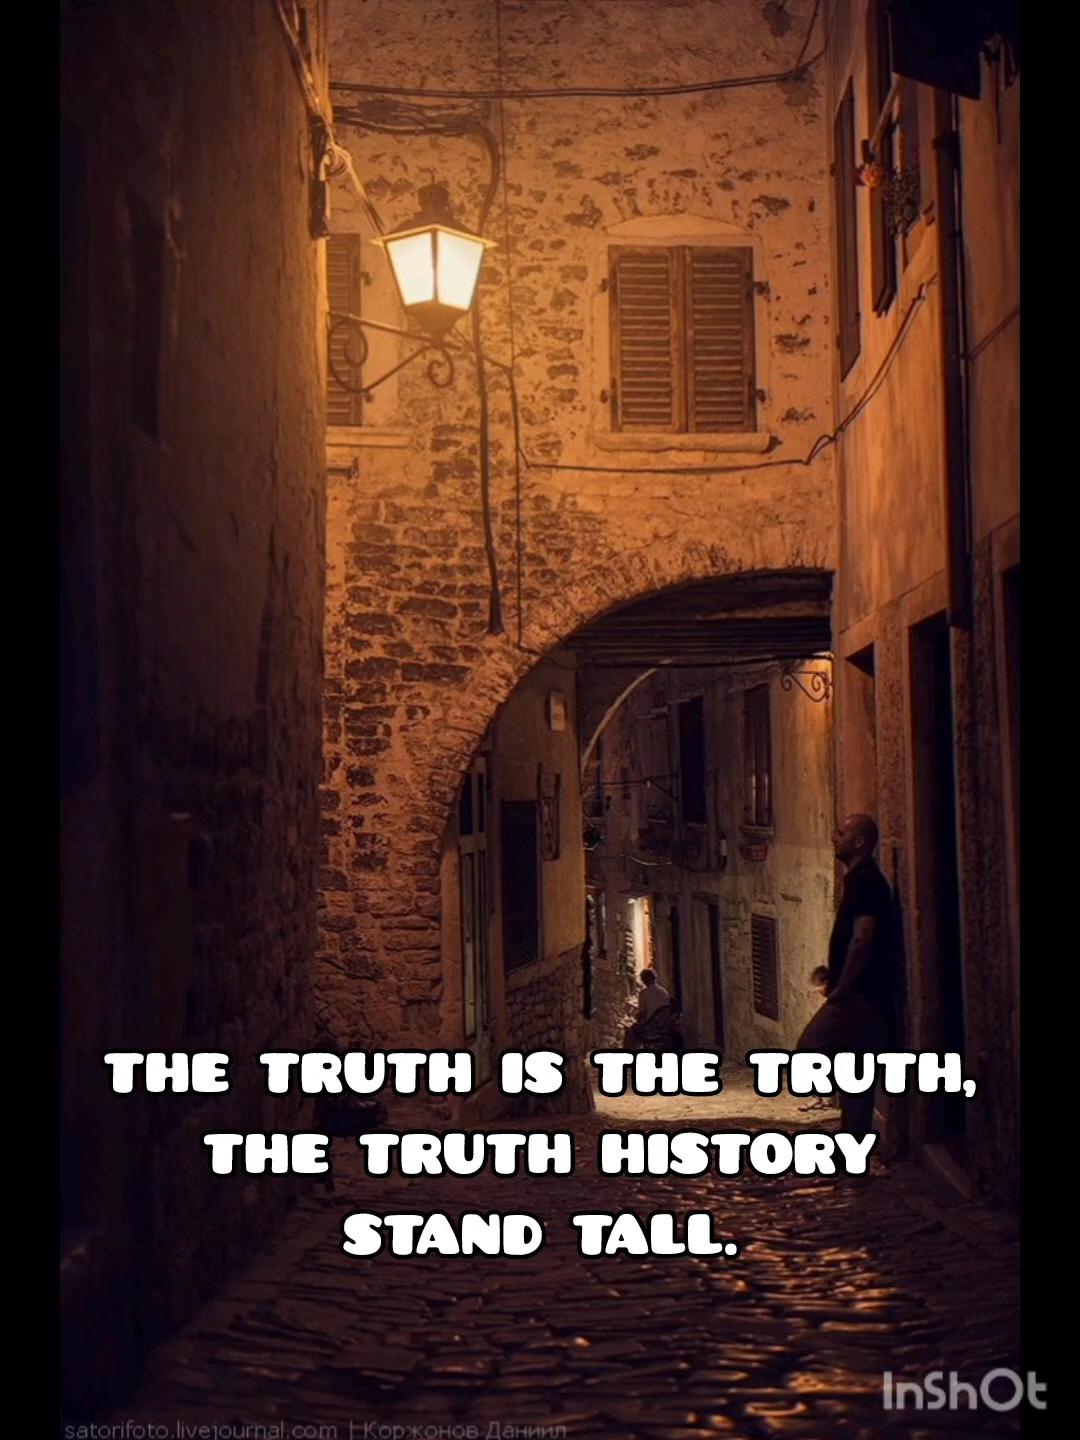 THE TRUTH IS THE TRUTH,
THE TRUTH HISTORY
STAND TALL.
InShOt
satorifoto.livejournal.com | Коржонов Даниил